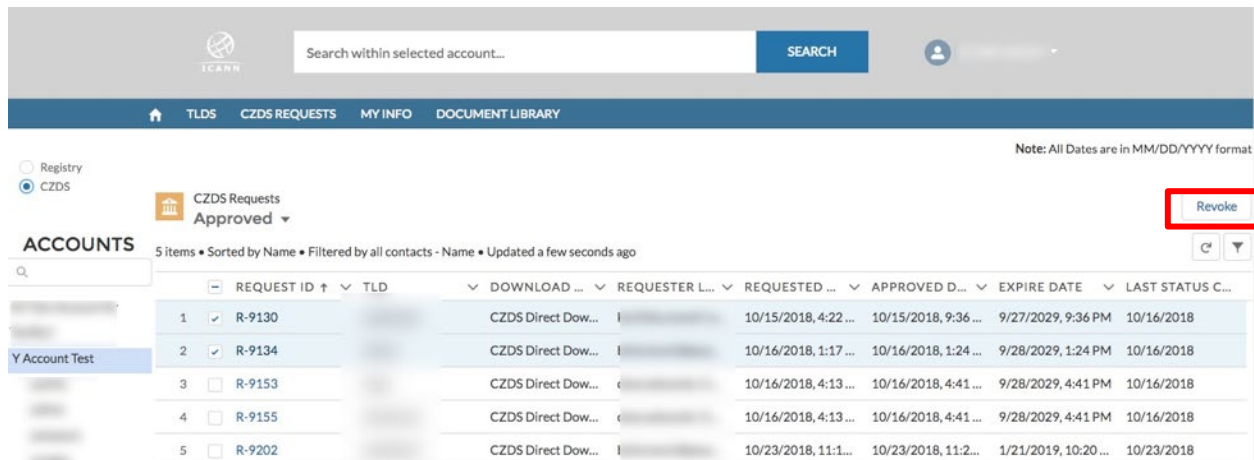 ICANN
Search within selected account...
SEARCH
TLDS CZDS REQUESTS MY INFO DOCUMENT LIBRARY
Note: All Dates are in MM/DD/YYYY format
Registry
CZDS
CZDS Requests
Approved
Revoke
ACCOUNTS
5 items • Sorted by Name • Filtered by all contacts - Name • Updated a few seconds ago
REQUEST ID ↑ TLD DOWNLOAD ... REQUESTER L... REQUESTED ... APPROVED D... EXPIRE DATE LAST STATUS C...
1 R-9130 CZDS Direct Dow... 10/15/2018, 4:22 ... 10/15/2018, 9:36 ... 9/27/2029, 9:36 PM 10/16/2018
2 R-9134 CZDS Direct Dow... 10/16/2018, 1:17 ... 10/16/2018, 1:24 ... 9/28/2029, 1:24 PM 10/16/2018
Y Account Test
3 R-9153 CZDS Direct Dow... 10/16/2018, 4:13 ... 10/16/2018, 4:41 ... 9/28/2029, 4:41 PM 10/16/2018
4 R-9155 CZDS Direct Dow... 10/16/2018, 4:13 ... 10/16/2018, 4:41 ... 9/28/2029, 4:41 PM 10/16/2018
5 R-9202 CZDS Direct Dow... 10/23/2018, 11:1... 10/23/2018, 11:2... 1/21/2019, 10:20 ... 10/23/2018